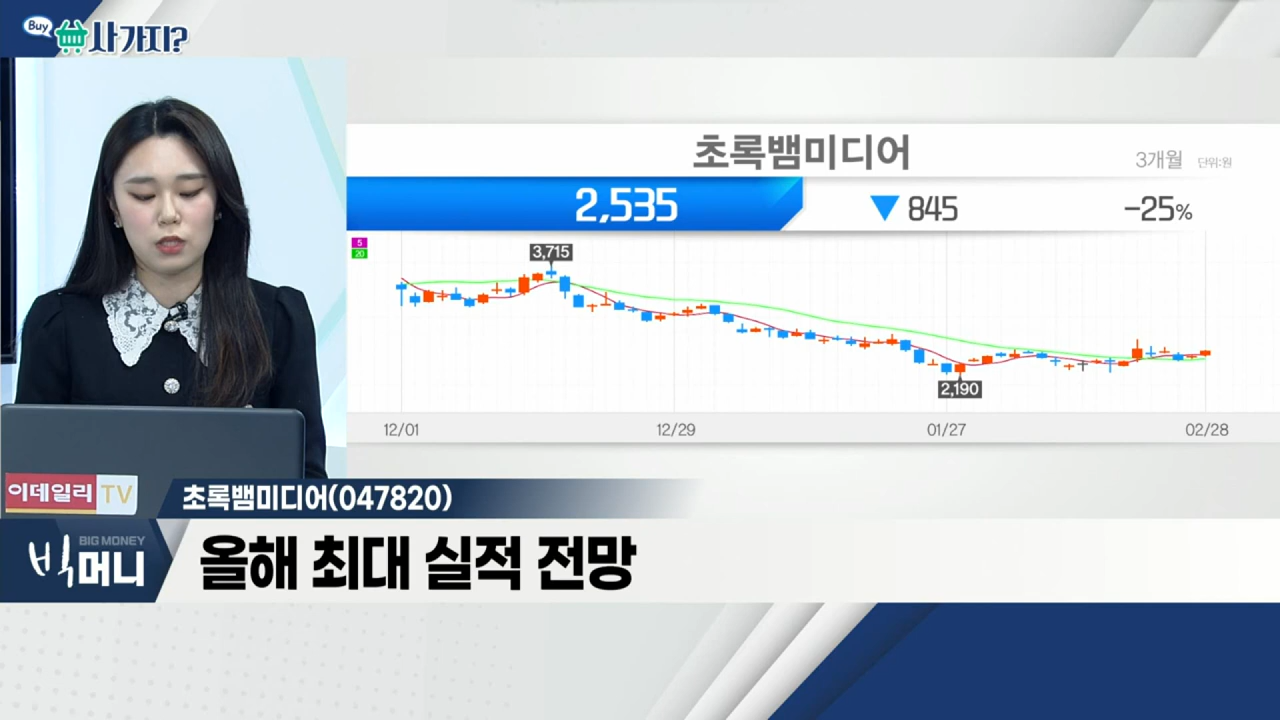 Buy
사가지?
초록뱀미디어
3개월 단위:원
2,535 ▼845 -25%
5
20
3,715
2,190
12/01 12/29 01/27 02/28
이데일리 TV
초록뱀미디어(047820)
BIG MONEY
빅머니
올해 최대 실적 전망